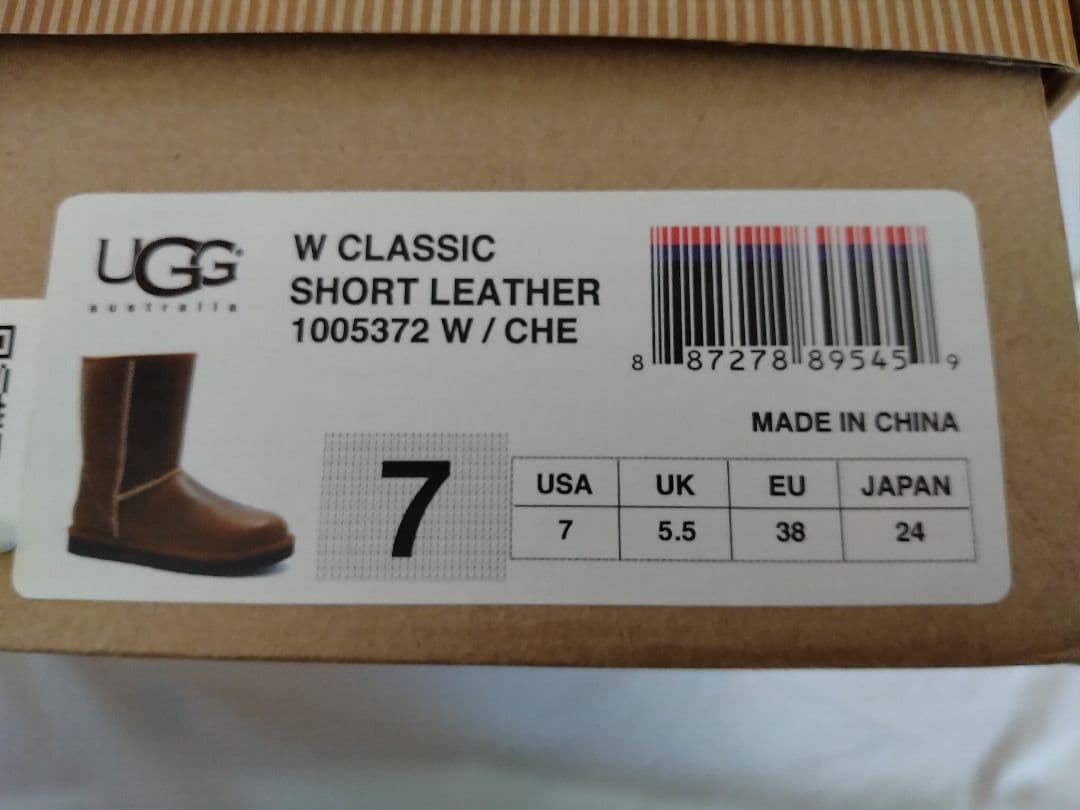 UGG
australia
W CLASSIC
SHORT LEATHER
1005372 W / CHE
8 87278 89545 9
MADE IN CHINA
7
USA UK EU JAPAN
7 5.5 38 24